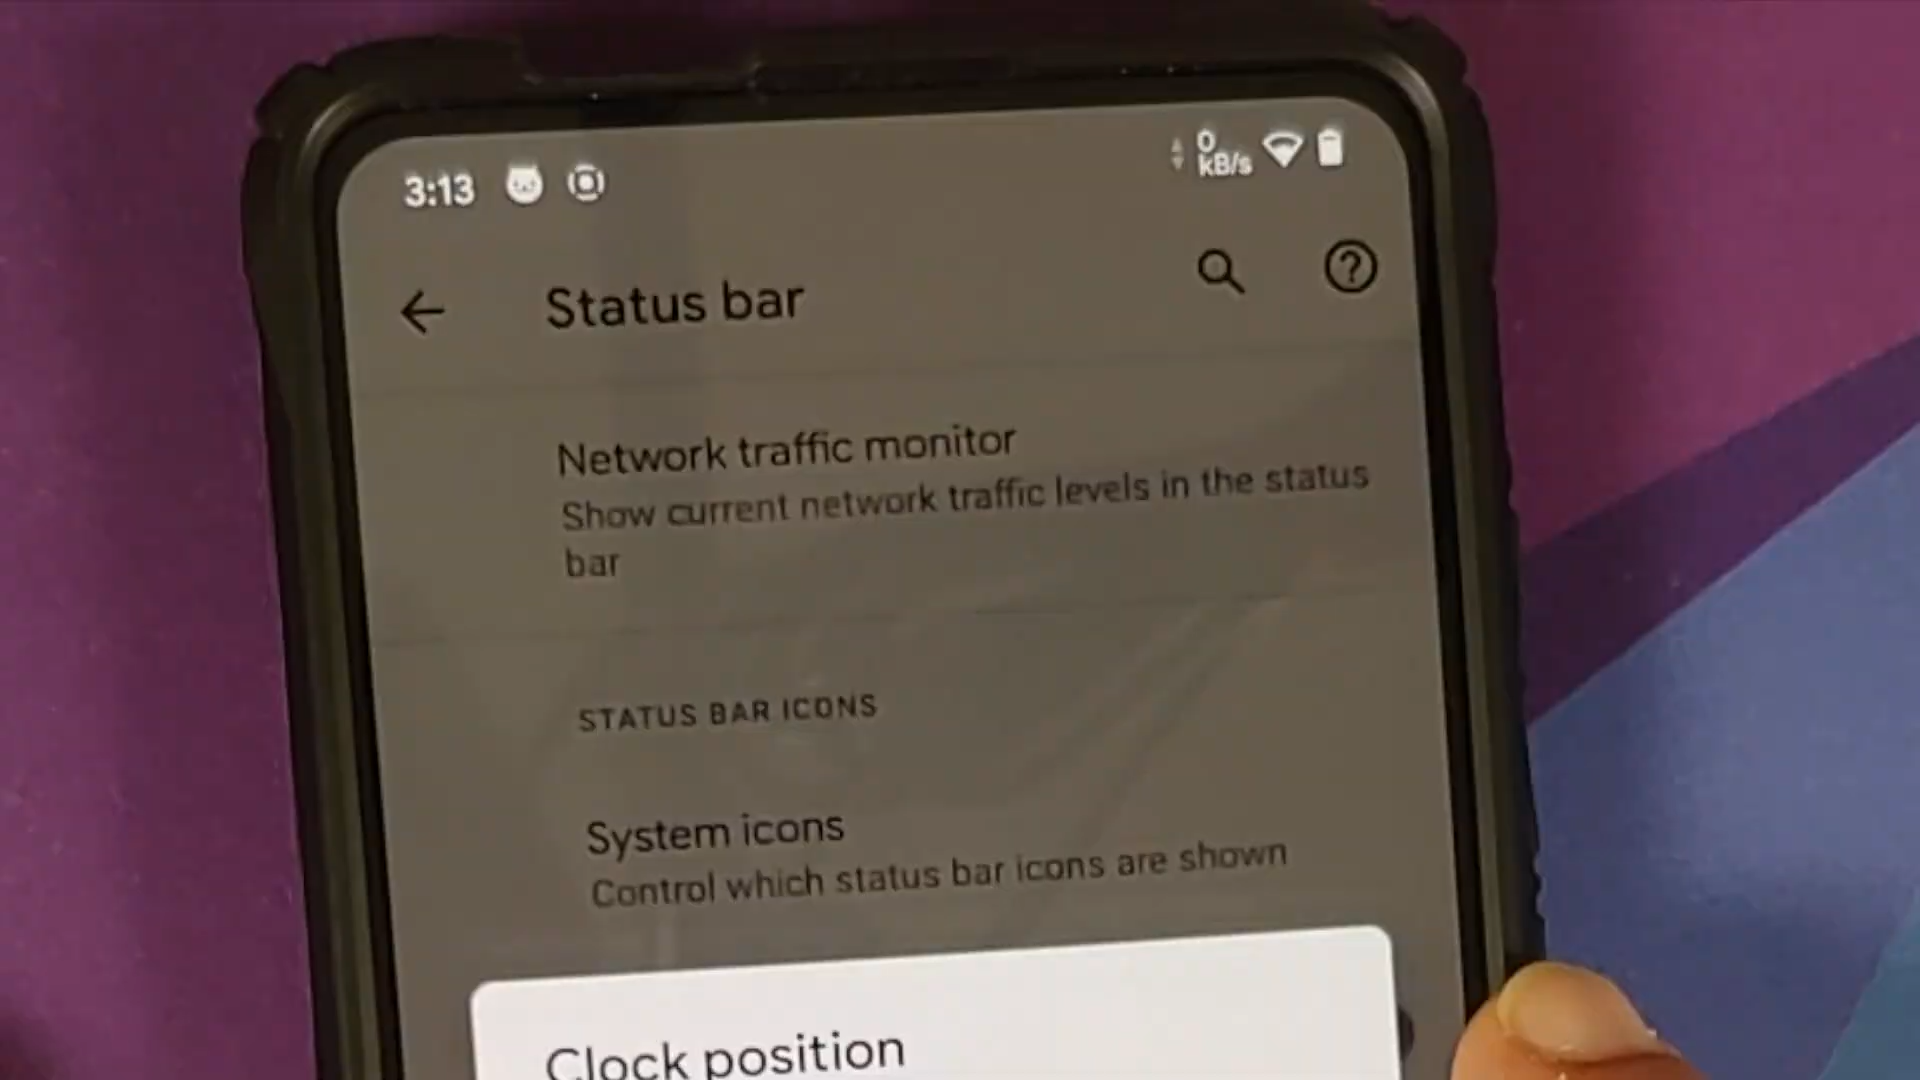 3:13
0
kB/s
Status bar
Network traffic monitor
Show current network traffic levels in the status
bar
STATUS BAR ICONS
System icons
Control which status bar icons are shown
Clock position